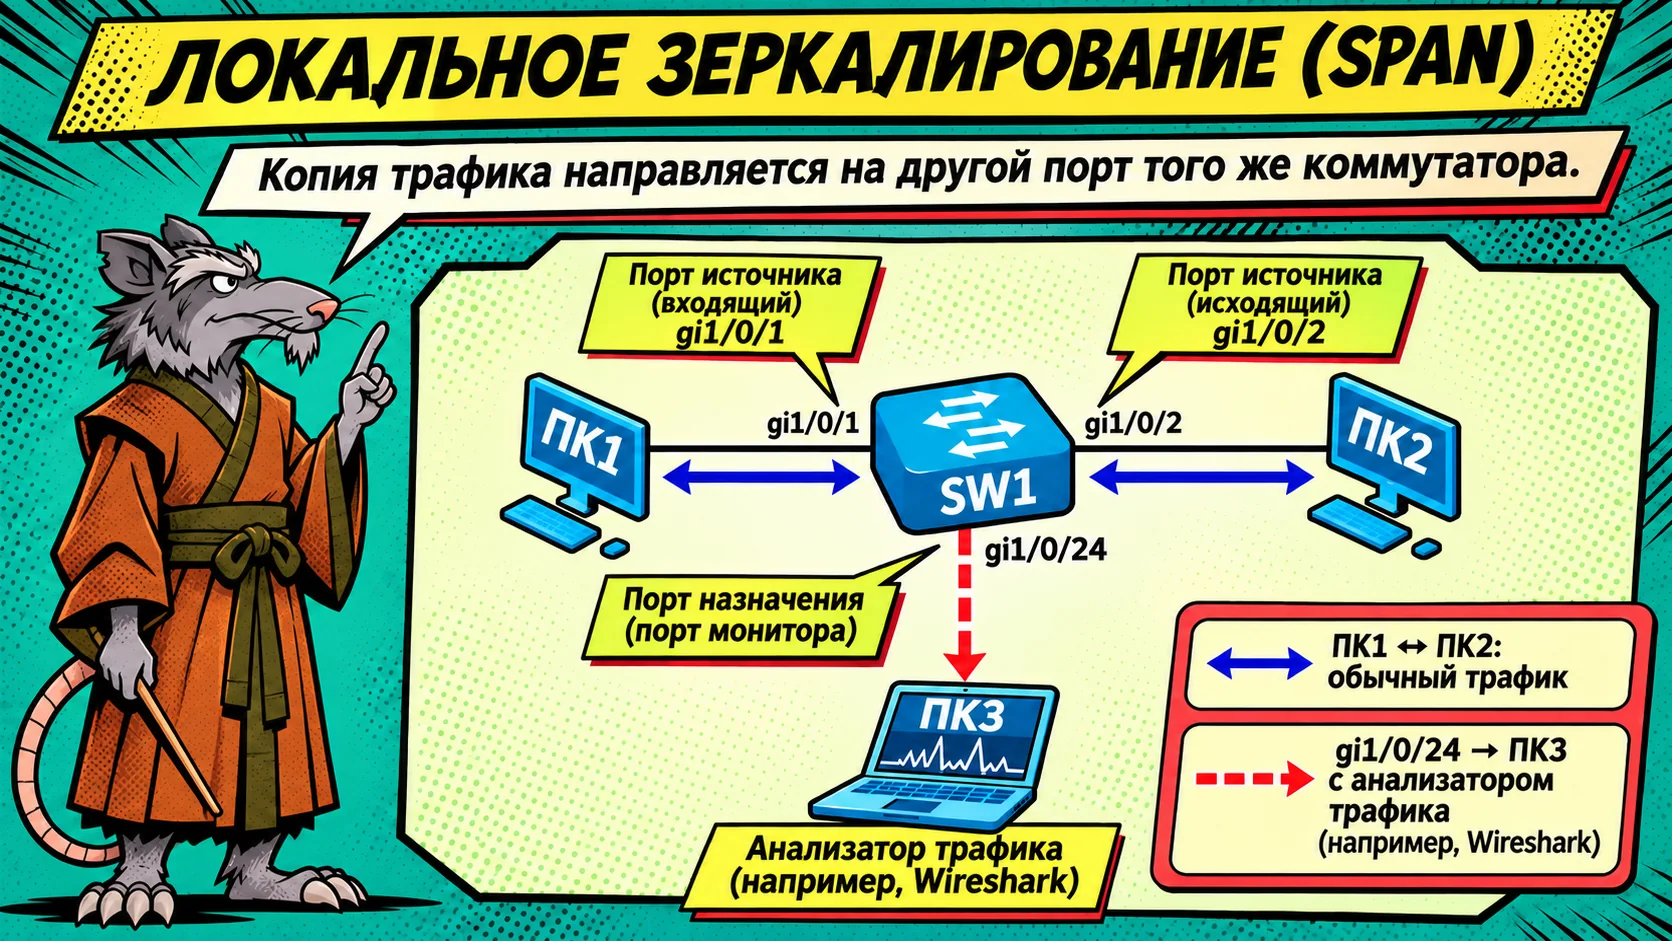 ЛОКАЛЬНОЕ ЗЕРКАЛИРОВАНИЕ (SPAN)
Копия трафика направляется на другой порт того же коммутатора.
Порт источника
(входящий)
gi1/0/1
Порт источника
(исходящий)
gi1/0/2
ПК1
gi1/0/1
SW1
gi1/0/2
ПК2
gi1/0/24
Порт назначения
(порт монитора)
ПК3
Анализатор трафика
(например, Wireshark)
ПК1 ↔ ПК2:
обычный трафик
gi1/0/24 → ПК3
с анализатором
трафика
(например, Wireshark)